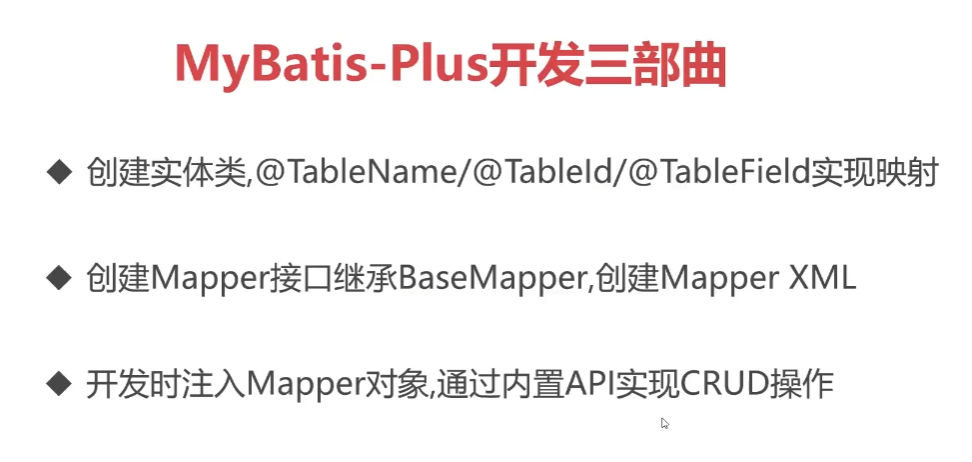 MyBatis-Plus开发三部曲
◆ 创建实体类,@TableName/@TableId/@TableField实现映射
◆ 创建Mapper接口继承BaseMapper,创建Mapper XML
◆ 开发时注入Mapper对象,通过内置API实现CRUD操作